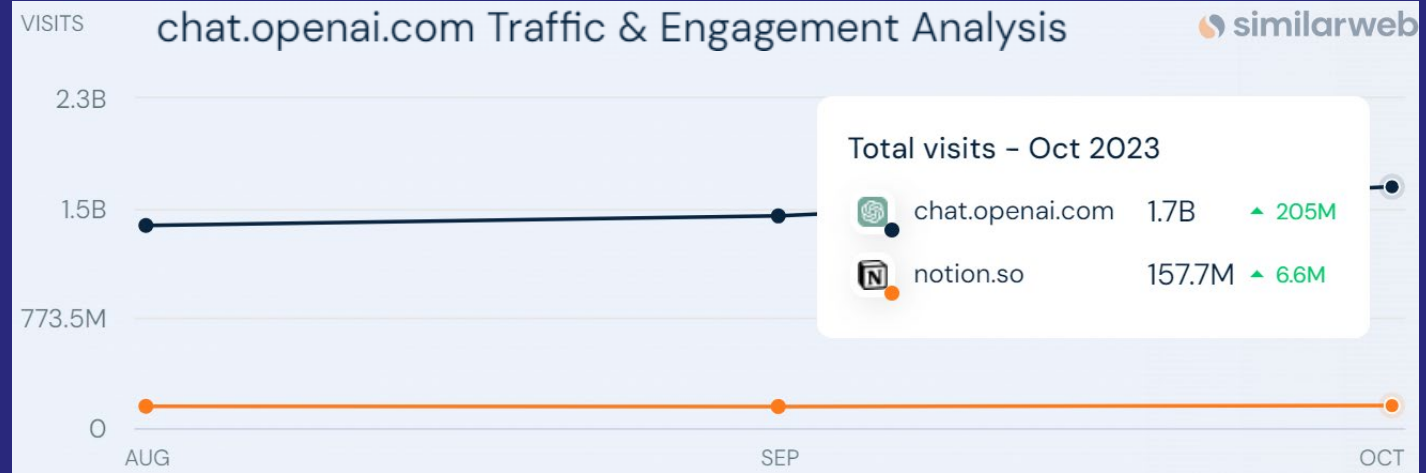 VISITS
chat.openai.com Traffic & Engagement Analysis
similarweb
2.3B
Total visits - Oct 2023
1.5B
chat.openai.com 1.7B ▲ 205M
N
notion.so 157.7M ▲ 6.6M
773.5M
0
AUG SEP OCT